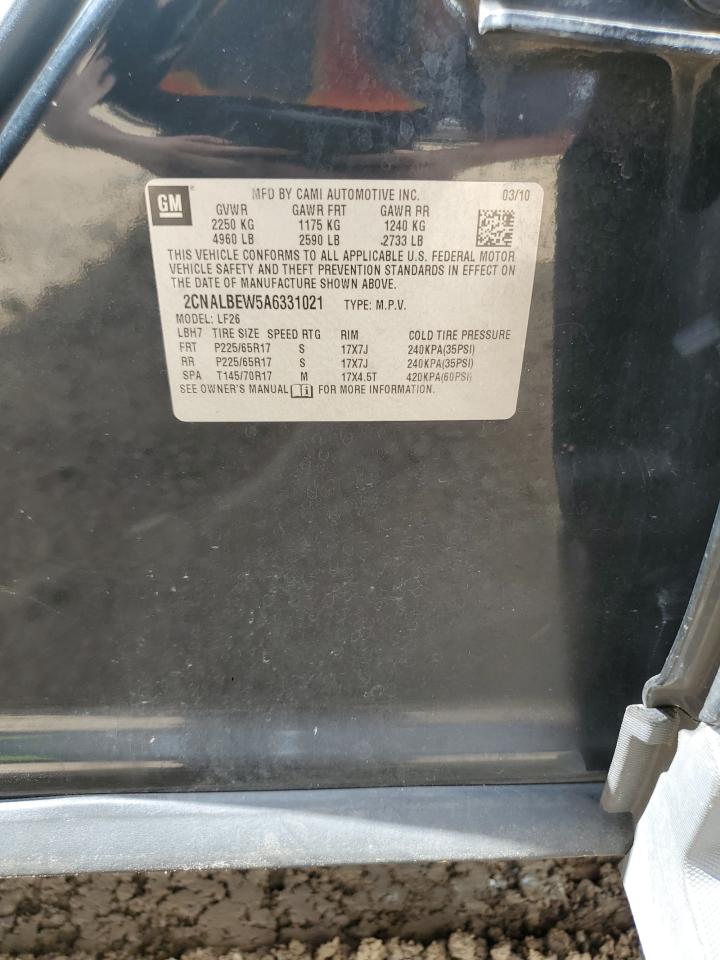 GM
MFD BY CAMI AUTOMOTIVE INC. 03/10
GVWR GAWR FRT GAWR RR
2250 KG 1175 KG 1240 KG
4960 LB 2590 LB 2733 LB
THIS VEHICLE CONFORMS TO ALL APPLICABLE U.S. FEDERAL MOTOR
VEHICLE SAFETY AND THEFT PREVENTION STANDARDS IN EFFECT ON
THE DATE OF MANUFACTURE SHOWN ABOVE.
2CNALBEW5A6331021 TYPE: M.P.V.
MODEL: LF26
LBH7 TIRE SIZE SPEED RTG RIM COLD TIRE PRESSURE
FRT P225/65R17 S 17X7J 240KPA(35PSI)
RR P225/65R17 S 17X7J 240KPA(35PSI)
SPA T145/70R17 M 17X4.5T 420KPA(60PSI)
SEE OWNER'S MANUAL i FOR MORE INFORMATION.